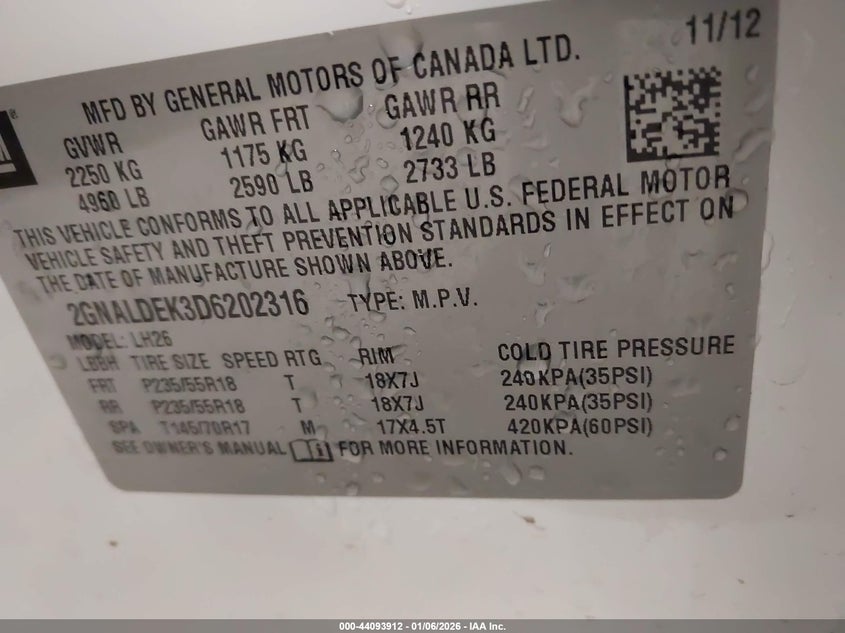 11/12
MFD BY GENERAL MOTORS OF CANADA LTD.
GVWR GAWR FRT GAWR RR
2250 KG 1175 KG 1240 KG
4960 LB 2590 LB 2733 LB
THIS VEHICLE CONFORMS TO ALL APPLICABLE U.S. FEDERAL MOTOR
VEHICLE SAFETY AND THEFT PREVENTION STANDARDS IN EFFECT ON
THE DATE OF MANUFACTURE SHOWN ABOVE.
2GNALDEK3D6202316 TYPE: M.P.V.
MODEL: LH26
LBBH TIRE SIZE SPEED RTG RIM COLD TIRE PRESSURE
FRT P235/55R18 T 18X7J 240KPA(35PSI)
RR P235/55R18 T 18X7J 240KPA(35PSI)
SPA T145/70R17 M 17X4.5T 420KPA(60PSI)
SEE OWNER'S MANUAL FOR MORE INFORMATION.
000-44093912 - 01/06/2026 - IAA Inc.